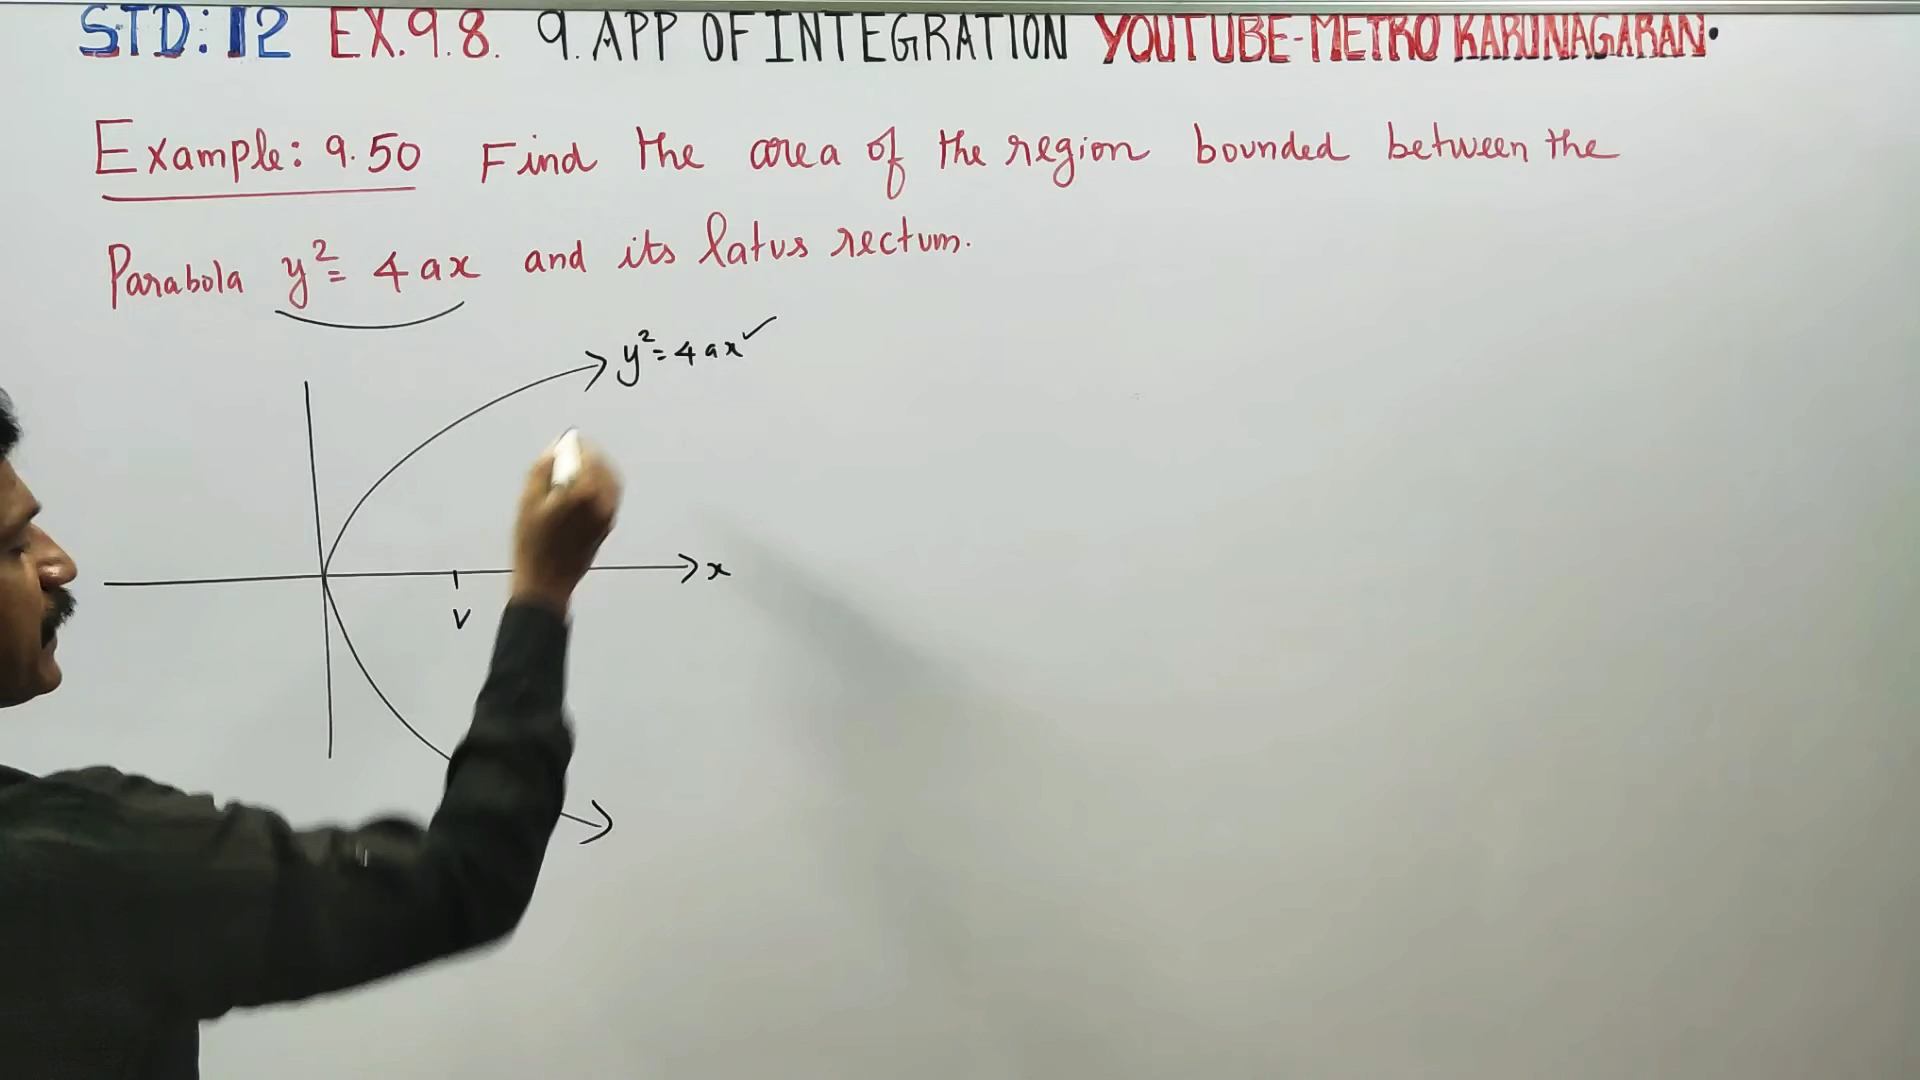 STD: 12 EX.9.8. 9. APP OF INTEGRATION YOUTUBE-METRO KARUNAGARAN.
Example: 9.50 Find the area of the region bounded between the
Parabola y² = 4ax and its latus rectum.
y² = 4ax ✓
x
V